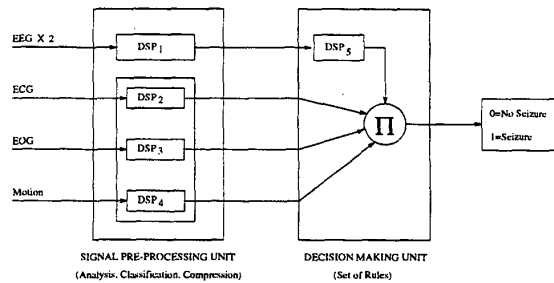 EEG X 2
DSP1
DSP5
ECG
DSP2
Π
0=No Seizure
1=Seizure
EOG
DSP3
Motion
DSP4
SIGNAL PRE-PROCESSING UNIT
(Analysis, Classification, Compression)
DECISION MAKING UNIT
(Set of Rules)